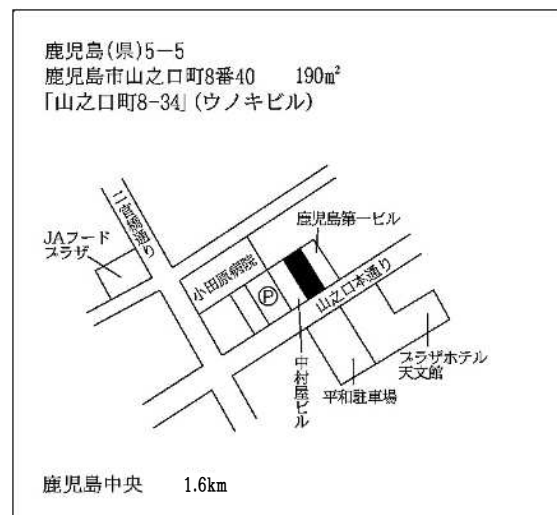 鹿児島(県)5-5
鹿児島市山之口町8番40 190m²
「山之口町8-34」(ウノキビル)
二官橋通り
JAフード
プラザ
小田原病院
P
鹿児島第一ビル
山之口本通り
中村屋ビル
平和駐車場
プラザホテル
天文館
鹿児島中央 1.6km